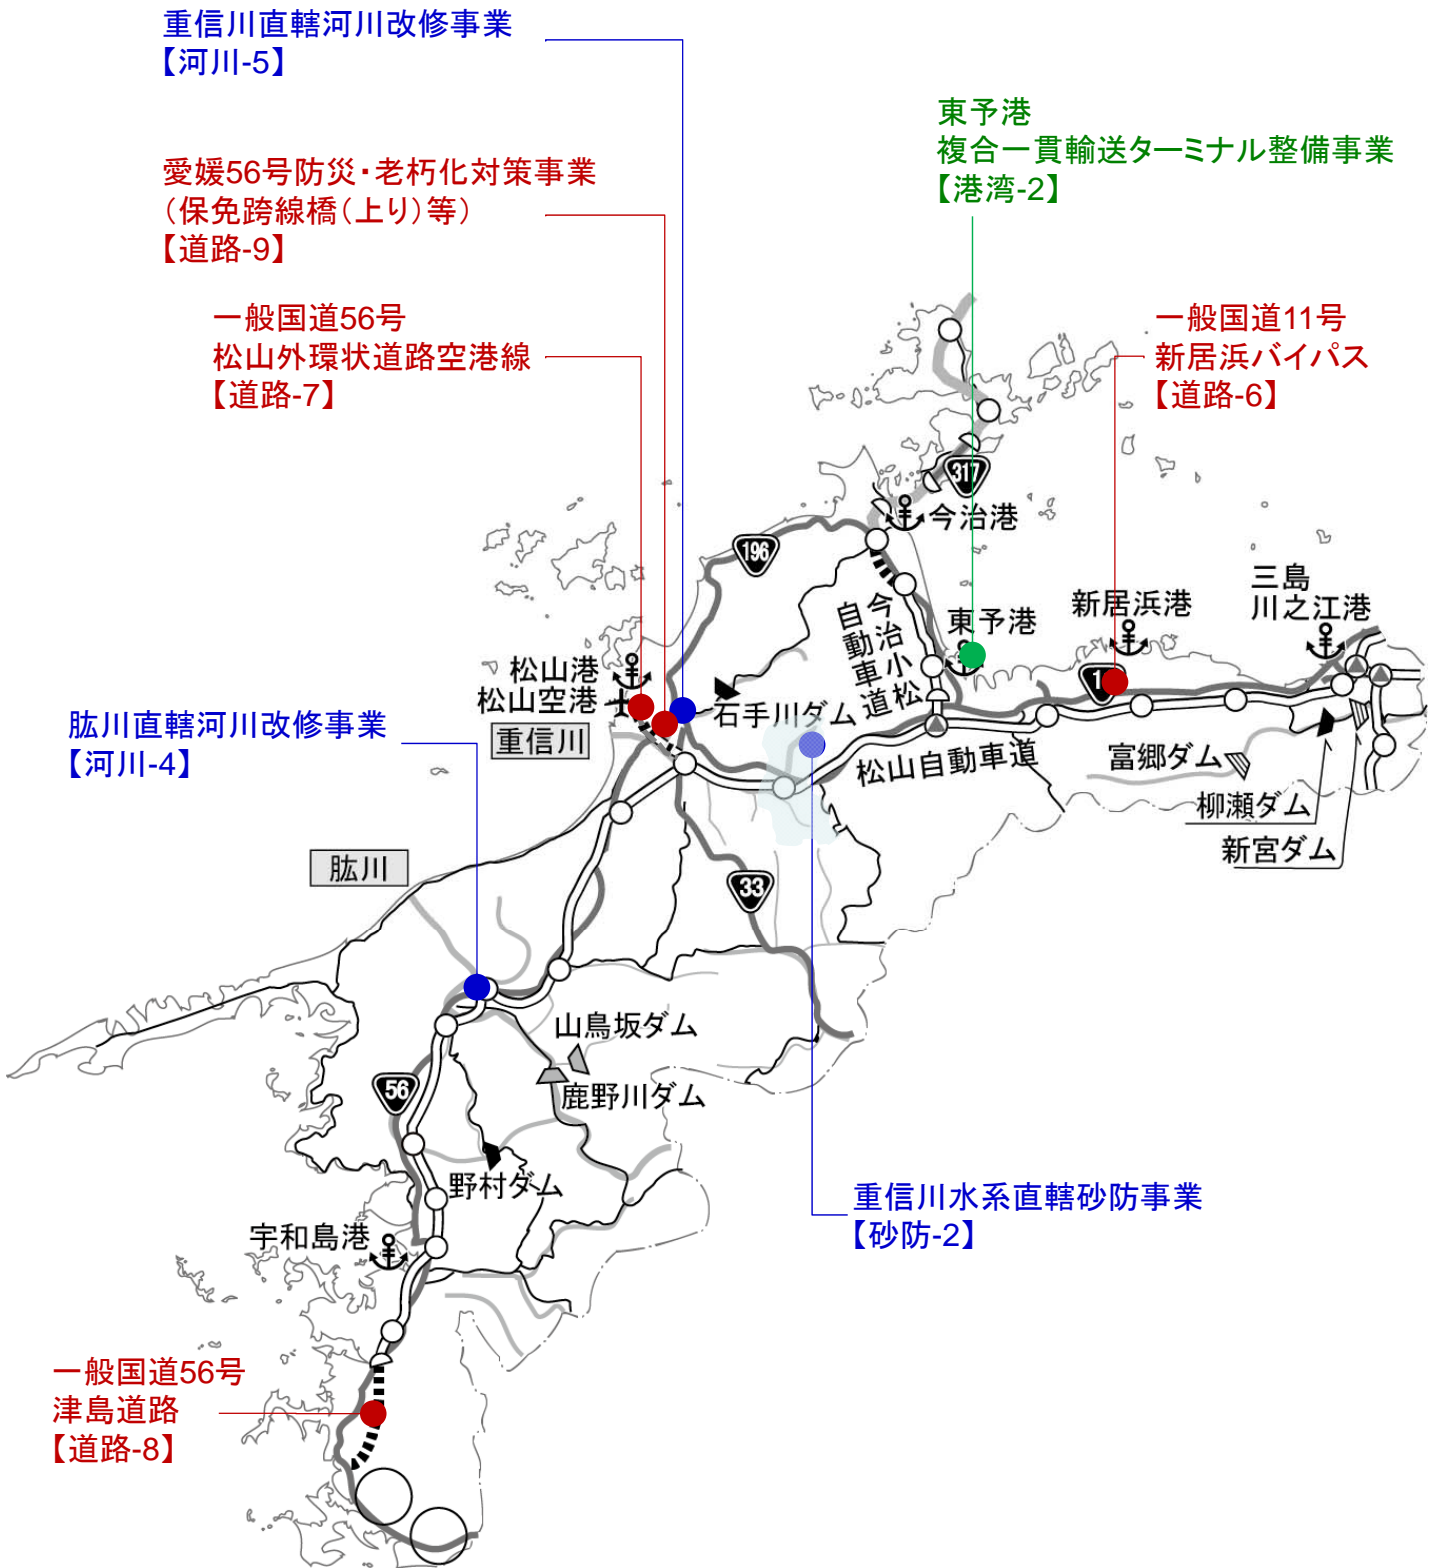 重信川直轄河川改修事業
【河川-5】
東予港
複合一貫輸送ターミナル整備事業
【港湾-2】
愛媛56号防災・老朽化対策事業
（保免跨線橋（上り）等）
【道路-9】
一般国道56号
松山外環状道路空港線
【道路-7】
一般国道11号
新居浜バイパス
【道路-6】
317
今治港
196
三島
川之江港
新居浜港
東予港
今治小松
自動車道
松山港
松山空港
重信川
石手川ダム
松山自動車道
富郷ダム
柳瀬ダム
新宮ダム
肱川直轄河川改修事業
【河川-4】
肱川
33
山鳥坂ダム
鹿野川ダム
56
野村ダム
重信川水系直轄砂防事業
【砂防-2】
宇和島港
一般国道56号
津島道路
【道路-8】